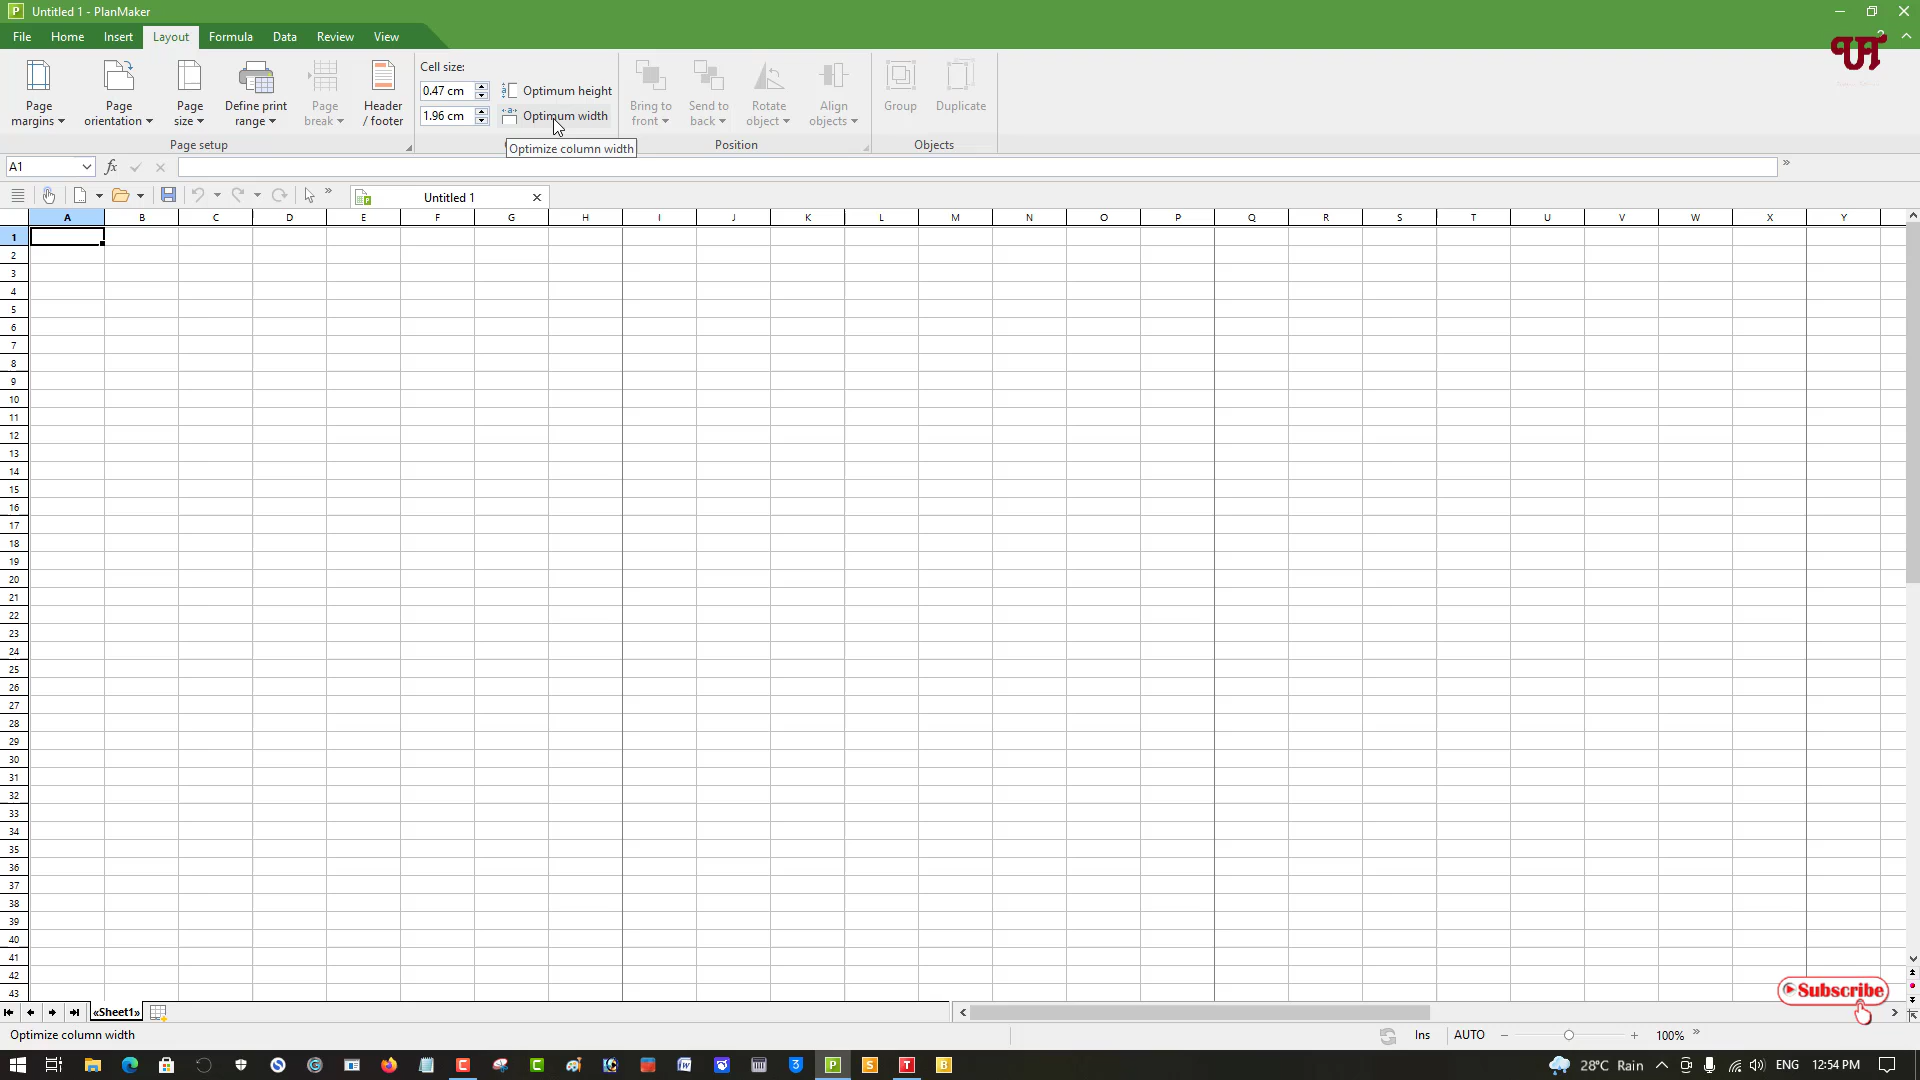 Untitled 1 - PlanMaker
File Home Insert Layout Formula Data Review View
Cell size:
0.47 cm Optimum height
1.96 cm Optimum width
Page margins
Page orientation
Page size
Define print range
Page break
Header / footer
Bring to front
Send to back
Rotate object
Align objects
Group
Duplicate
Page setup
Optimize column width
Position
Objects
A1 fx
Untitled 1
A B C D E F G H I J K L M N O P Q R S T U V W X Y
1
2
3
4
5
6
7
8
9
10
11
12
13
14
15
16
17
18
19
20
21
22
23
24
25
26
27
28
29
30
31
32
33
34
35
36
37
38
39
40
41
42
43
Subscribe
«Sheet1»
Optimize column width Ins AUTO 100%
28°C Rain ENG 12:54 PM